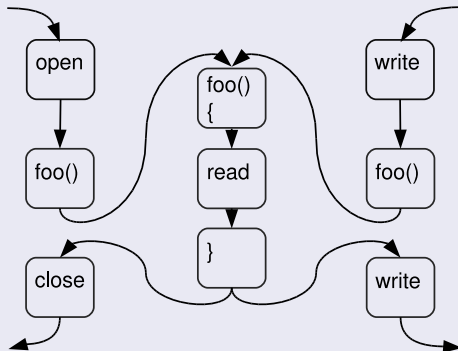 open
foo()
close
foo()
{
read
}
write
foo()
write